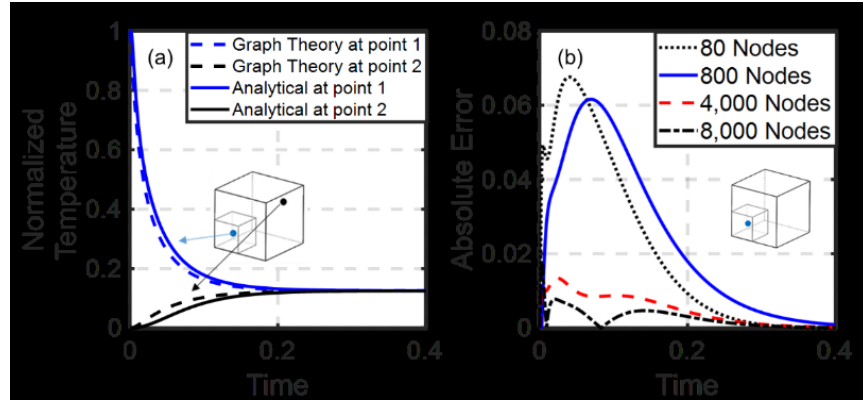 (a)
Graph Theory at point 1
Graph Theory at point 2
Analytical at point 1
Analytical at point 2
Normalized
Temperature
1
0.8
0.6
0.4
0.2
0
0
0.2
0.4
Time
(b)
80 Nodes
800 Nodes
4,000 Nodes
8,000 Nodes
Absolute Error
0.08
0.06
0.04
0.02
0
0
0.2
0.4
Time